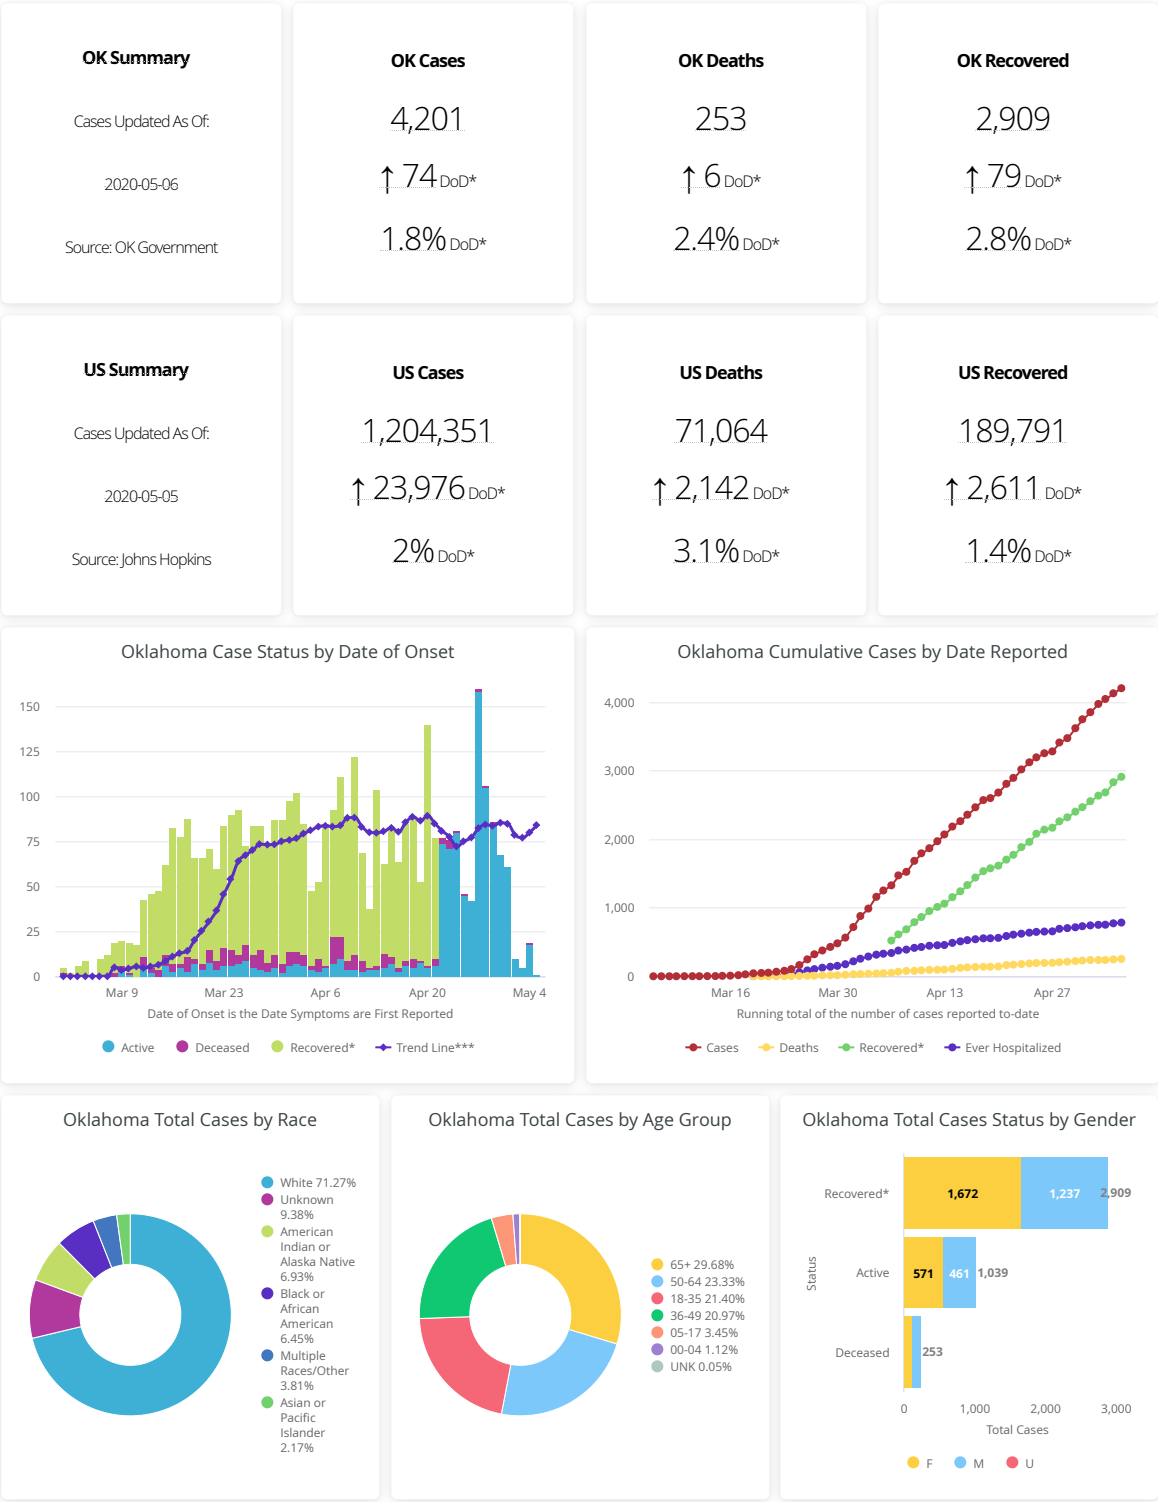 OK Summary
Cases Updated As Of:
2020-05-06
Source: OK Government
OK Cases
4,201
↑ 74 DoD*
1.8% DoD*
OK Deaths
253
↑ 6 DoD*
2.4% DoD*
OK Recovered
2,909
↑ 79 DoD*
2.8% DoD*
US Summary
Cases Updated As Of:
2020-05-05
Source: Johns Hopkins
US Cases
1,204,351
↑ 23,976 DoD*
2% DoD*
US Deaths
71,064
↑ 2,142 DoD*
3.1% DoD*
US Recovered
189,791
↑ 2,611 DoD*
1.4% DoD*
Oklahoma Case Status by Date of Onset
150
125
100
75
50
25
0
Mar 9
Mar 23
Apr 6
Apr 20
May 4
Date of Onset is the Date Symptoms are First Reported
Active
Deceased
Recovered*
Trend Line***
Oklahoma Cumulative Cases by Date Reported
4,000
3,000
2,000
1,000
0
Mar 16
Mar 30
Apr 13
Apr 27
Running total of the number of cases reported to-date
Cases
Deaths
Recovered*
Ever Hospitalized
Oklahoma Total Cases by Race
White 71.27%
Unknown
9.38%
American
Indian or
Alaska Native
6.93%
Black or
African
American
6.45%
Multiple
Races/Other
3.81%
Asian or
Pacific
Islander
2.17%
Oklahoma Total Cases by Age Group
65+ 29.68%
50-64 23.33%
18-35 21.40%
36-49 20.97%
05-17 3.45%
00-04 1.12%
UNK 0.05%
Oklahoma Total Cases Status by Gender
Status
Recovered*
1,672
1,237
2,909
Active
571
461
1,039
Deceased
253
0
1,000
2,000
3,000
Total Cases
F
M
U